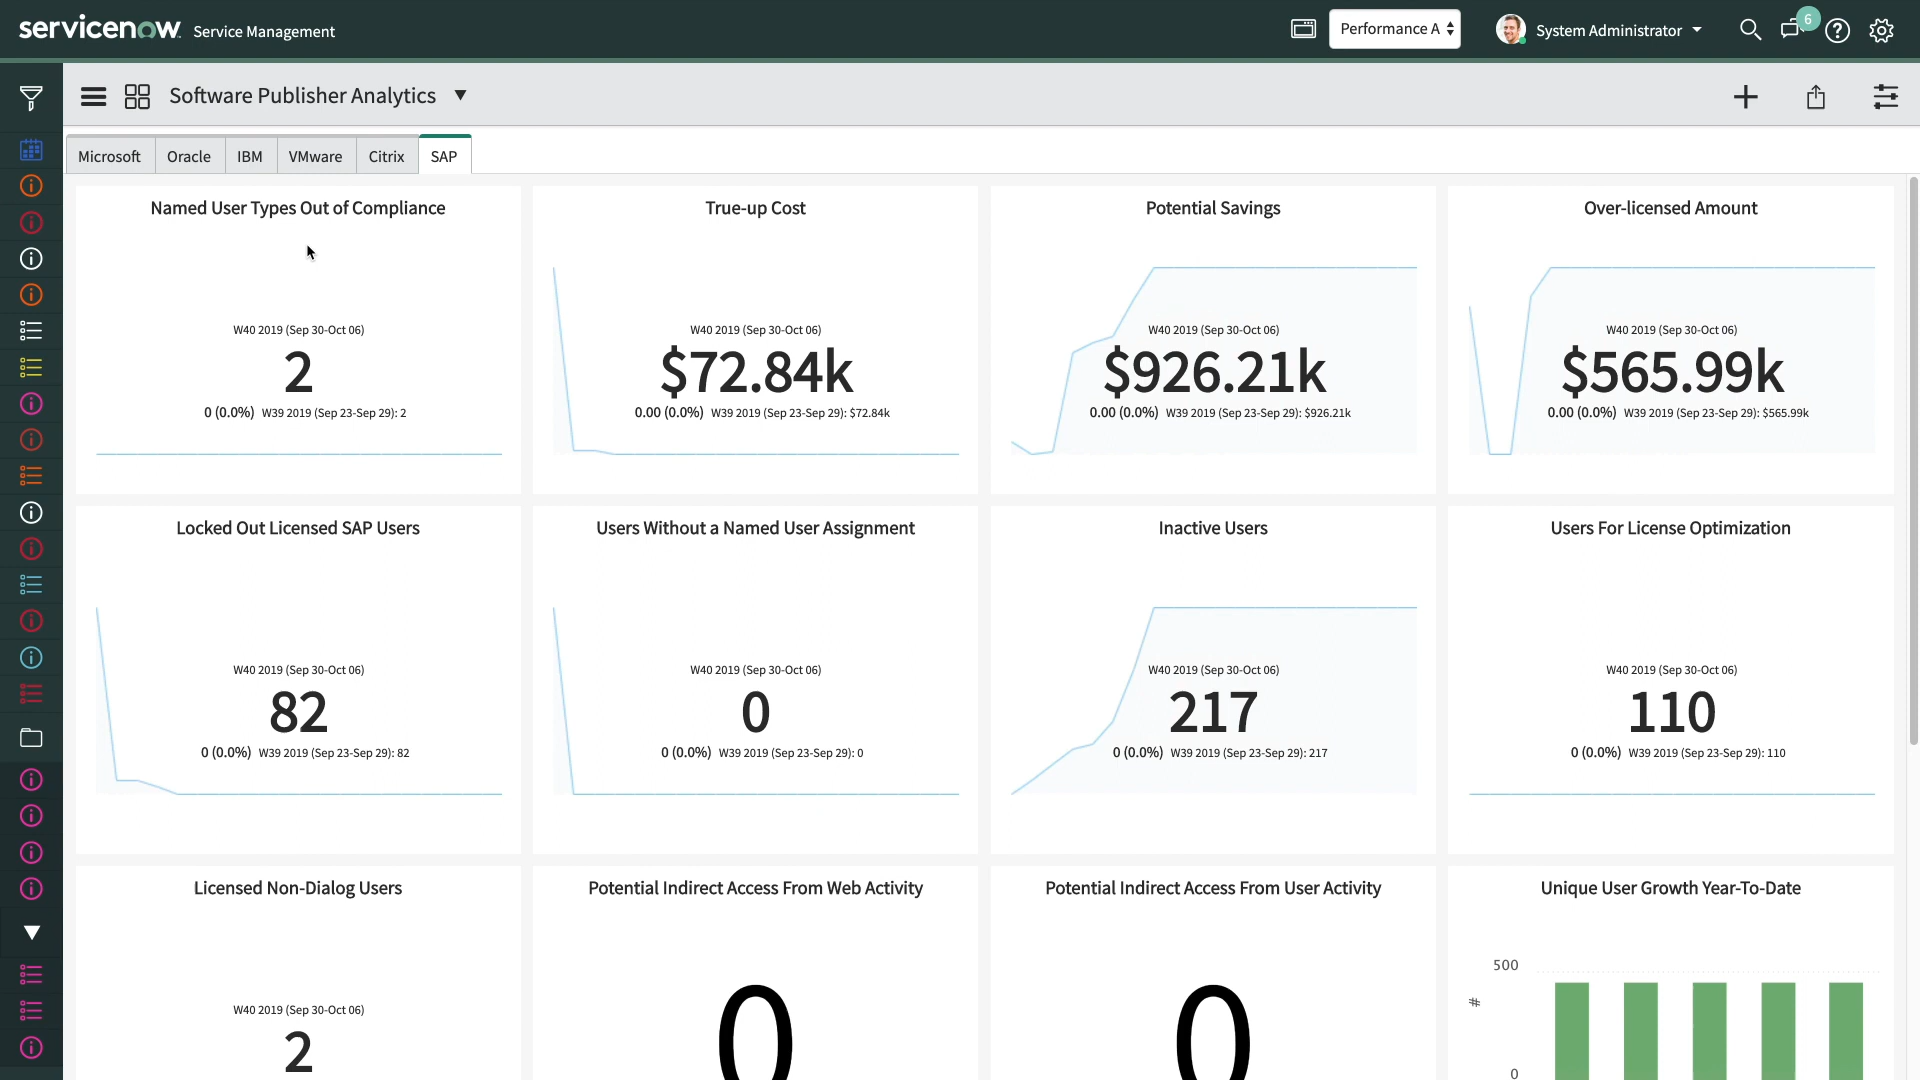 servicenow Service Management
Performance A
System Administrator
6
Software Publisher Analytics
Microsoft Oracle IBM VMware Citrix SAP
Named User Types Out of Compliance
W40 2019 (Sep 30-Oct 06)
2
0 (0.0%) W39 2019 (Sep 23-Sep 29): 2
True-up Cost
W40 2019 (Sep 30-Oct 06)
$72.84k
0.00 (0.0%) W39 2019 (Sep 23-Sep 29): $72.84k
Potential Savings
W40 2019 (Sep 30-Oct 06)
$926.21k
0.00 (0.0%) W39 2019 (Sep 23-Sep 29): $926.21k
Over-licensed Amount
W40 2019 (Sep 30-Oct 06)
$565.99k
0.00 (0.0%) W39 2019 (Sep 23-Sep 29): $565.99k
Locked Out Licensed SAP Users
W40 2019 (Sep 30-Oct 06)
82
0 (0.0%) W39 2019 (Sep 23-Sep 29): 82
Users Without a Named User Assignment
W40 2019 (Sep 30-Oct 06)
0
0 (0.0%) W39 2019 (Sep 23-Sep 29): 0
Inactive Users
W40 2019 (Sep 30-Oct 06)
217
0 (0.0%) W39 2019 (Sep 23-Sep 29): 217
Users For License Optimization
W40 2019 (Sep 30-Oct 06)
110
0 (0.0%) W39 2019 (Sep 23-Sep 29): 110
Licensed Non-Dialog Users
W40 2019 (Sep 30-Oct 06)
2
Potential Indirect Access From Web Activity
0
Potential Indirect Access From User Activity
0
Unique User Growth Year-To-Date
500
#
0